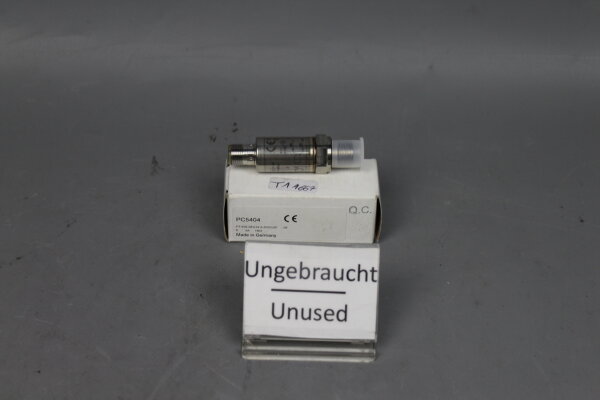 T11667
PC5404
CE
Q.C.
Made in Germany
Ungebraucht
Unused